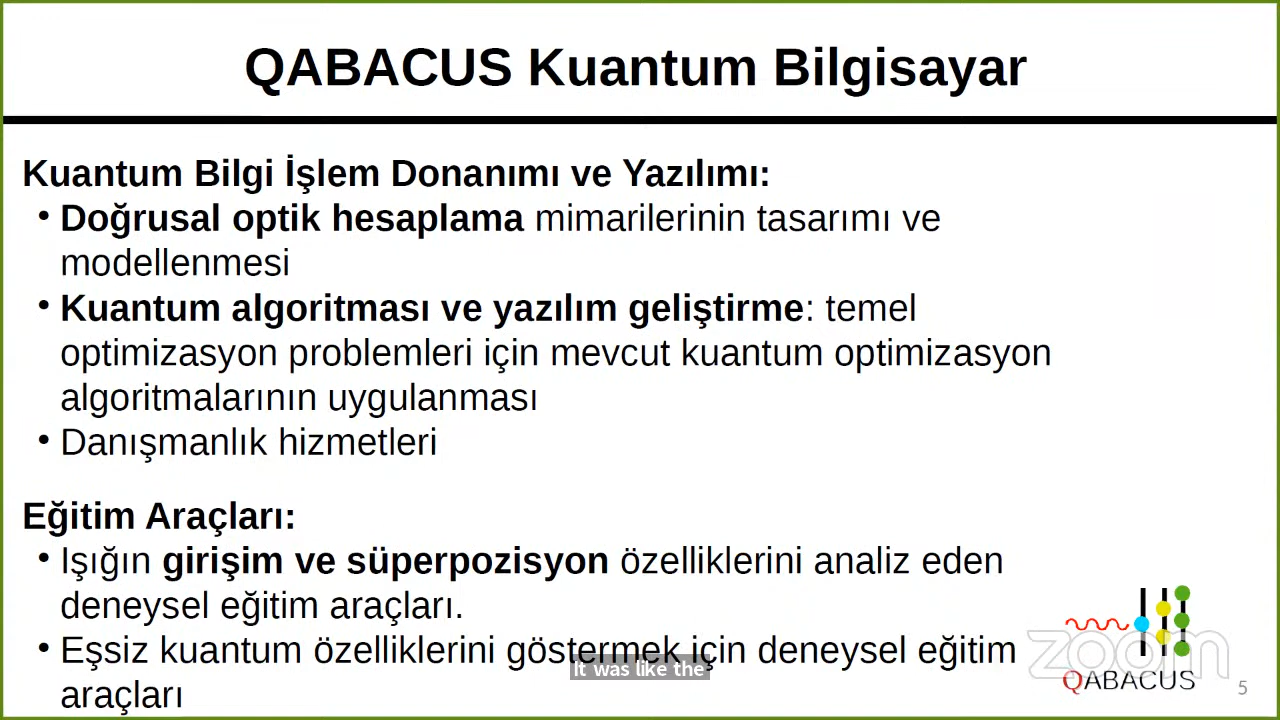 QABACUS Kuantum Bilgisayar
Kuantum Bilgi İşlem Donanımı ve Yazılımı:
• Doğrusal optik hesaplama mimarilerinin tasarımı ve
modellenmesi
• Kuantum algoritması ve yazılım geliştirme: temel
optimizasyon problemleri için mevcut kuantum optimizasyon
algoritmalarının uygulanması
• Danışmanlık hizmetleri
Eğitim Araçları:
• Işığın girişim ve süperpozisyon özelliklerini analiz eden
deneysel eğitim araçları.
• Eşsiz kuantum özelliklerini göstermek için deneysel eğitim
araçları
It was like the
zoom
QABACUS
5